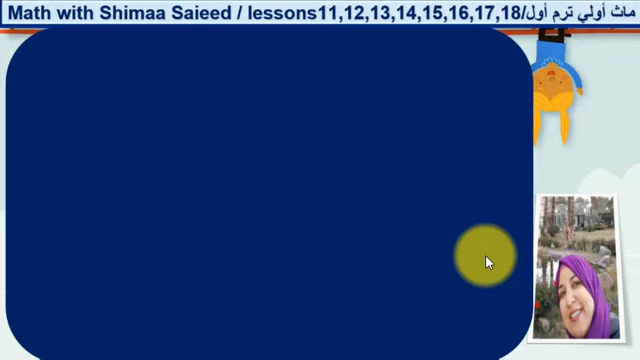 Math with Shimaa Saieed / lessons11,12,13,14,15,16,17,18/ماث أولي ترم أول